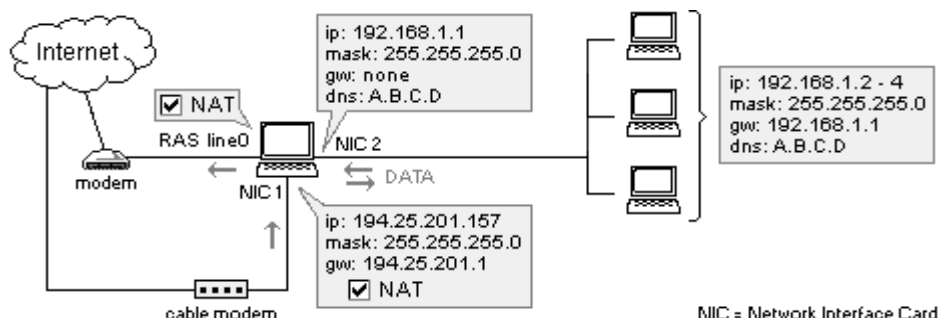 Internet
ip: 192.168.1.1
mask: 255.255.255.0
gw: none
dns: A.B.C.D
NAT
RAS line0
NIC 2
modem
NIC 1
DATA
ip: 192.168.1.2 - 4
mask: 255.255.255.0
gw: 192.168.1.1
dns: A.B.C.D
ip: 194.25.201.157
mask: 255.255.255.0
gw: 194.25.201.1
NAT
cable modem
NIC = Network Interface Card